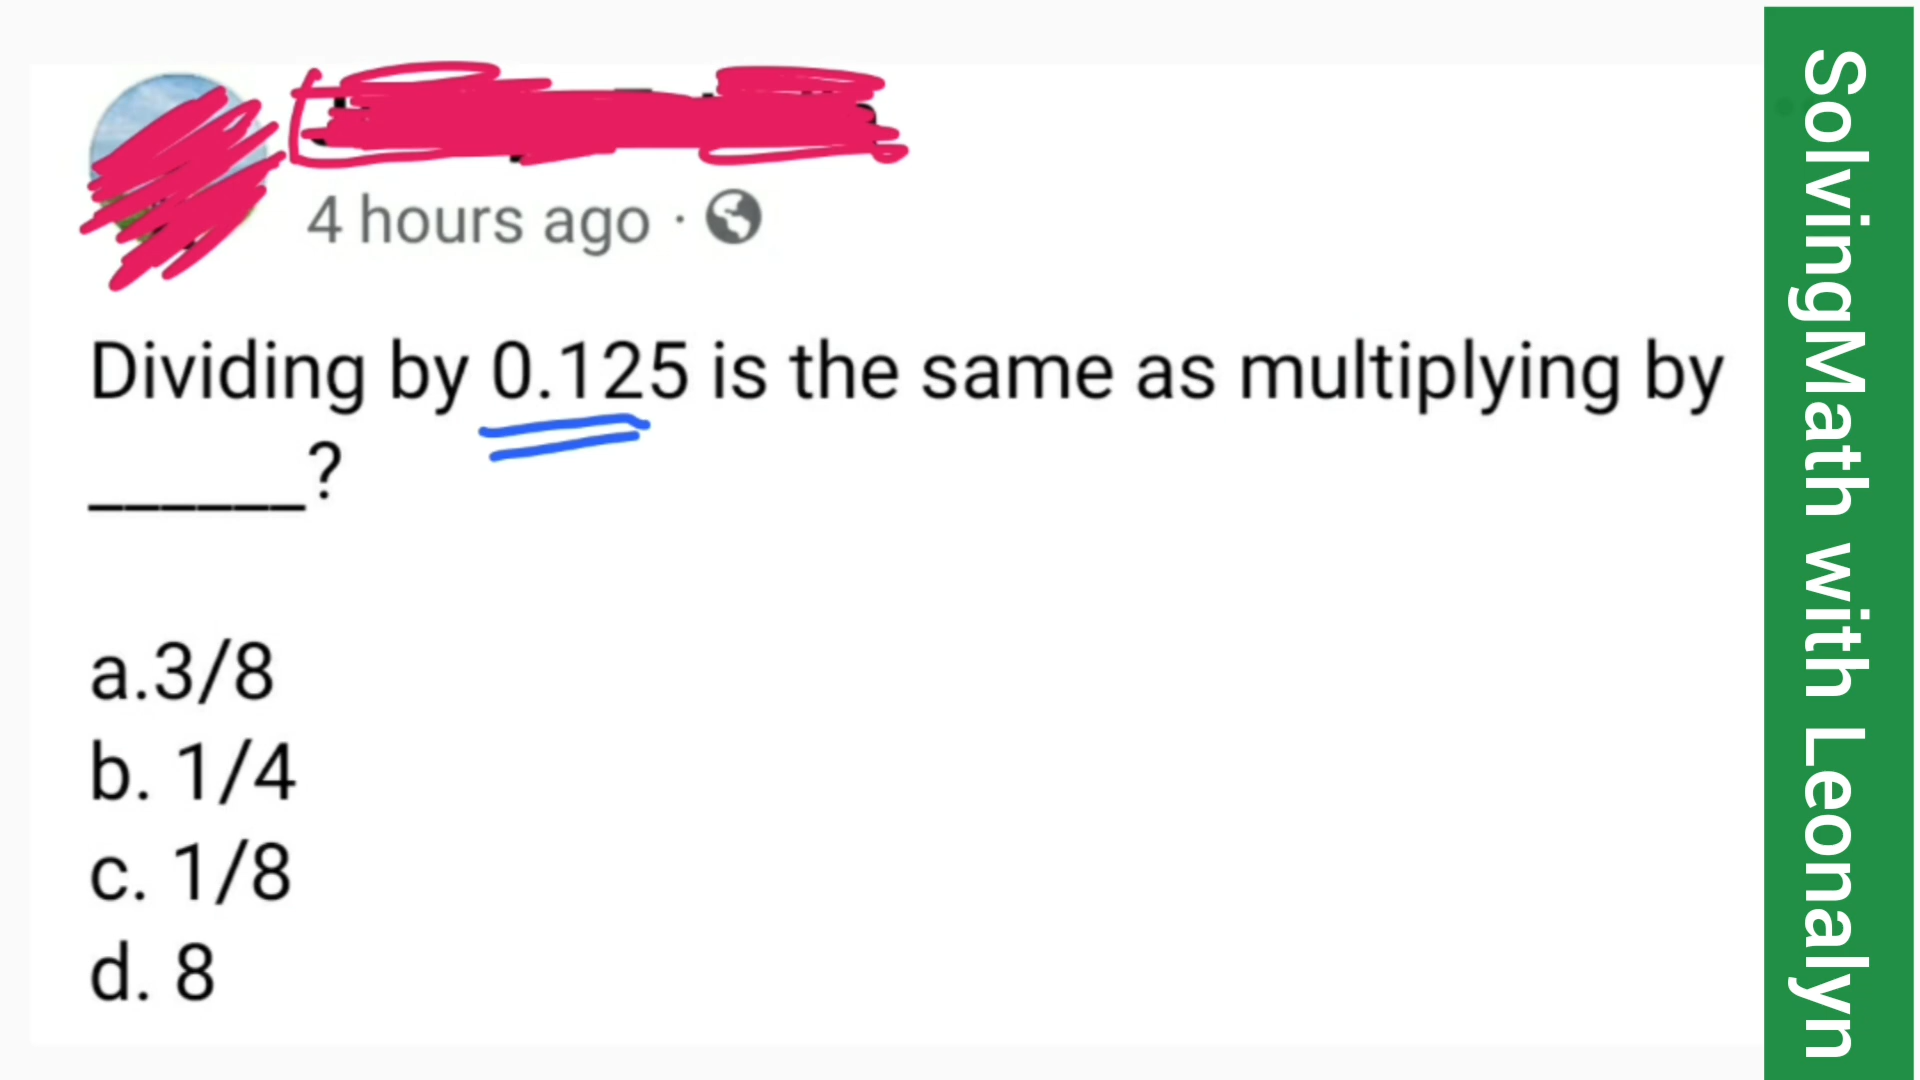 4 hours ago ·
Dividing by 0.125 is the same as multiplying by
______?
a.3/8
b. 1/4
c. 1/8
d. 8
SolvingMath with Leonalyn